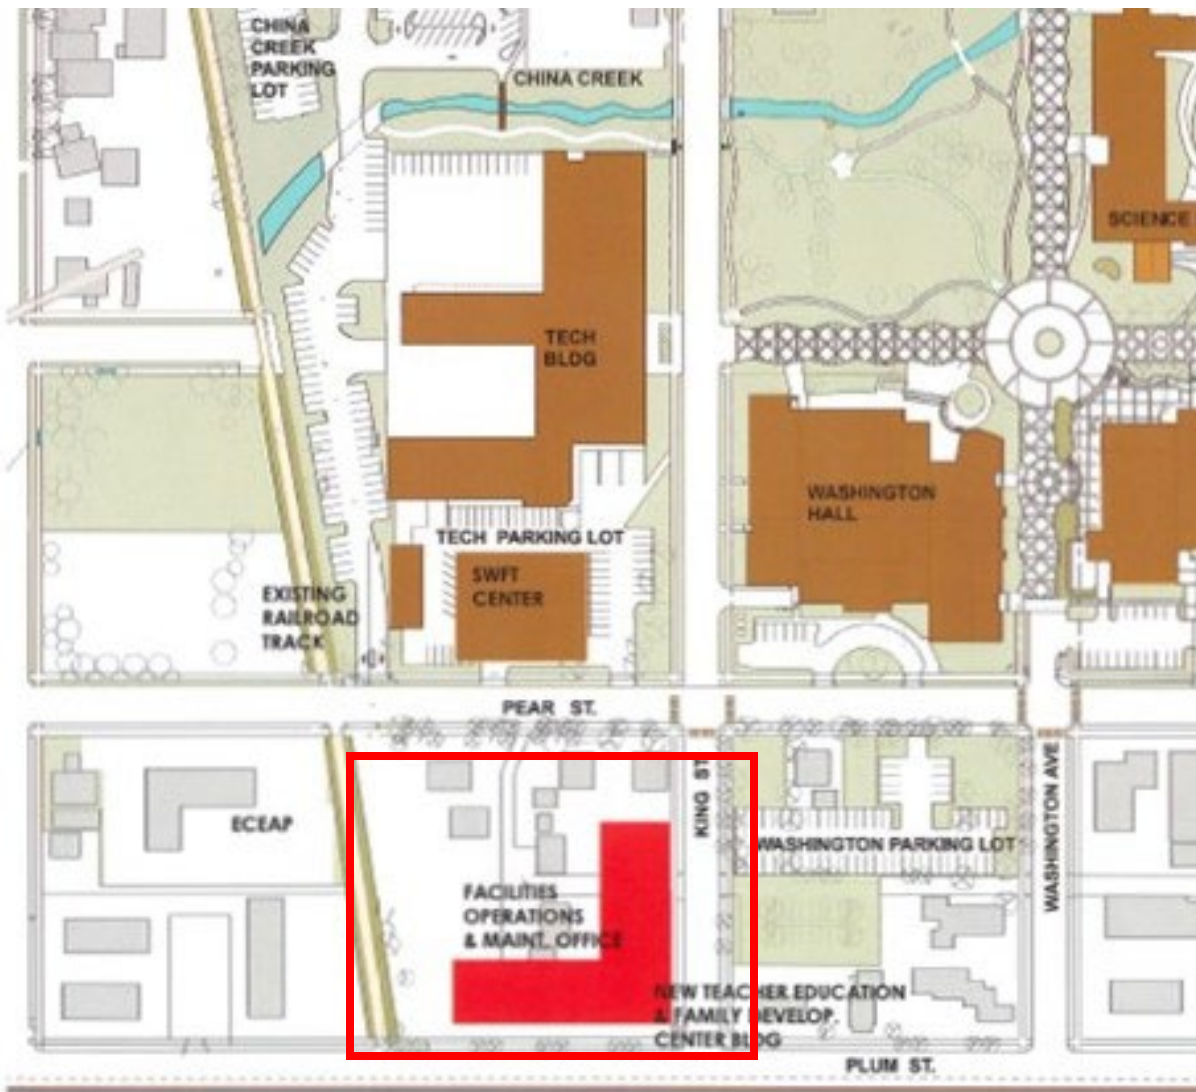 CHINA
CREEK
PARKING
LOT
CHINA CREEK
SCIENCE
TECH
BLDG
WASHINGTON
HALL
TECH PARKING LOT
SWFT
CENTER
EXISTING
RAILROAD
TRACK
PEAR ST.
KING ST
WASHINGTON AVE
ECEAP
WASHINGTON PARKING LOT
FACILITIES
OPERATIONS
& MAINT. OFFICE
NEW TEACHER EDUCATION
& FAMILY DEVELOP.
CENTER BLDG
PLUM ST.